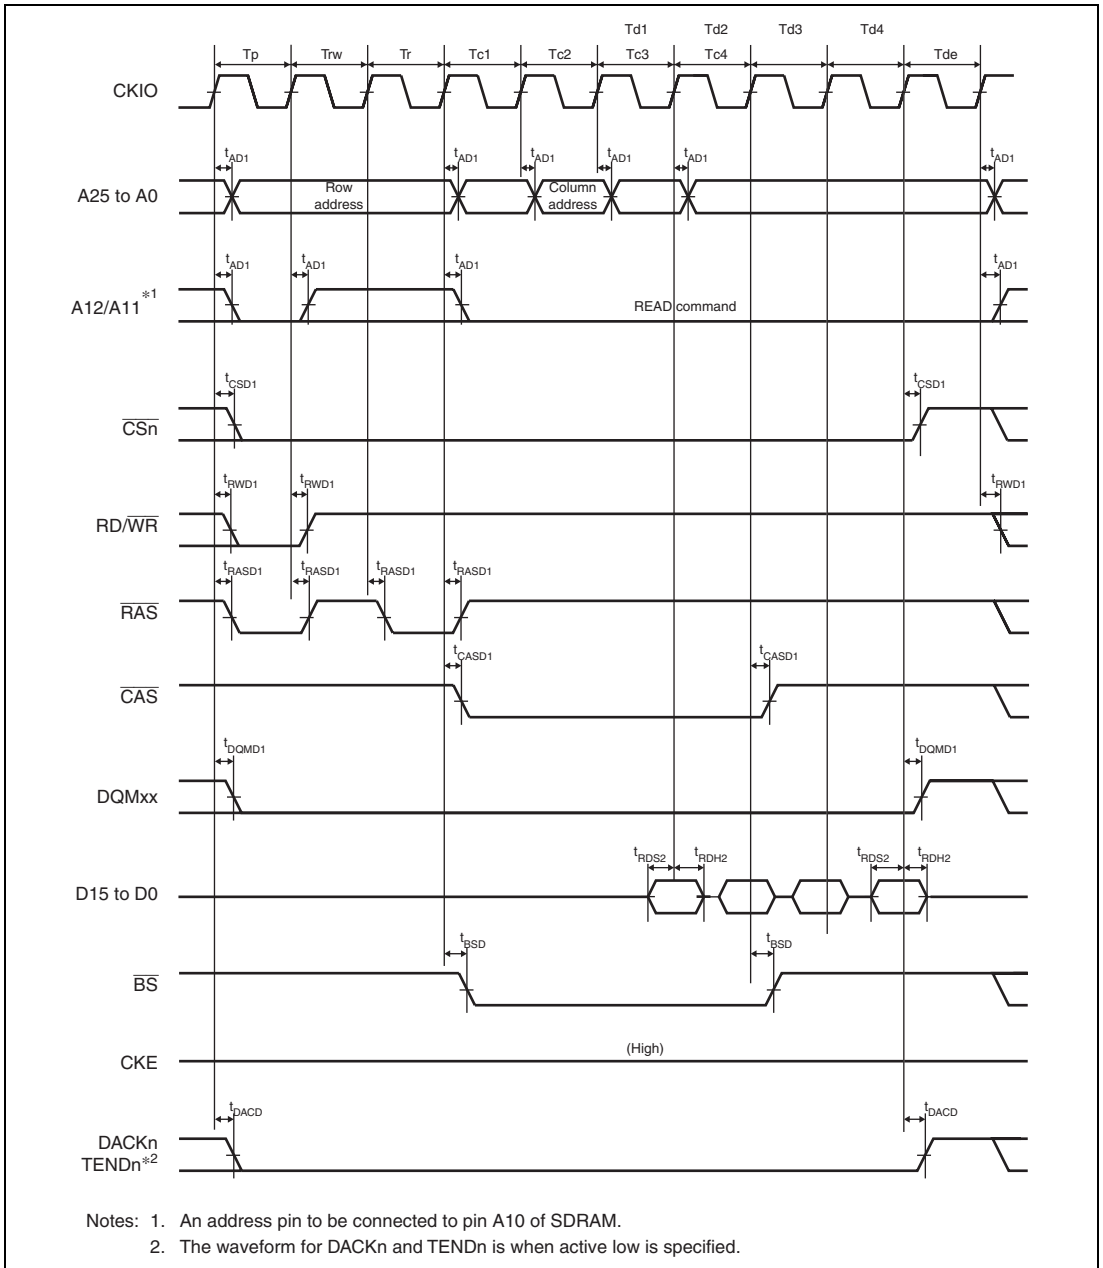 Td1 Td2 Td3 Td4
Tp Trw Tr Tc1 Tc2 Tc3 Tc4 Tde
CKIO
tAD1 tAD1 tAD1 tAD1 tAD1 tAD1
A25 to A0
Row
address
Column
address
tAD1 tAD1 tAD1 tAD1
A12/A11*1
READ command
tCSD1 tCSD1
CSn
tRWD1 tRWD1 tRWD1
RD/WR
tRASD1 tRASD1 tRASD1 tRASD1
RAS
tCASD1 tCASD1
CAS
tDQMD1 tDQMD1
DQMxx
tRDS2 tRDH2 tRDS2 tRDH2
D15 to D0
tBSD tBSD
BS
(High)
CKE
tDACD tDACD
DACKn
TENDn*2
Notes: 1. An address pin to be connected to pin A10 of SDRAM.
2. The waveform for DACKn and TENDn is when active low is specified.